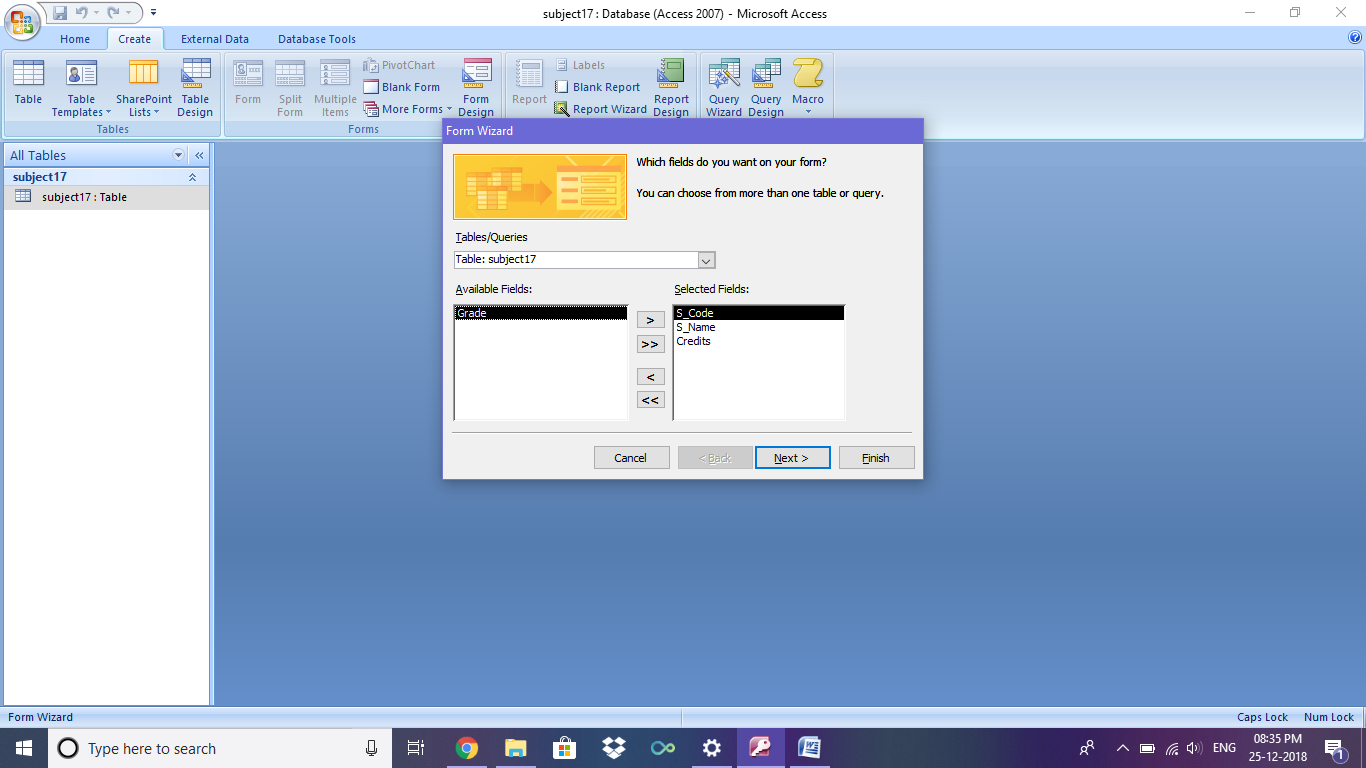 subject17 : Database (Access 2007) - Microsoft Access
Home Create External Data Database Tools
Table
Table Templates
SharePoint Lists
Table Design
Tables
Form
Split Form
Multiple Items
PivotChart
Blank Form
More Forms
Form Design
Forms
Report
Labels
Blank Report
Report Wizard
Report Design
Query Wizard
Query Design
Macro
All Tables
«
subject17
subject17 : Table
Form Wizard
Which fields do you want on your form?
You can choose from more than one table or query.
Tables/Queries
Table: subject17
Available Fields:
Selected Fields:
Grade
>
>>
<
<<
S_Code
S_Name
Credits
Cancel
< Back
Next >
Finish
Form Wizard
Caps Lock Num Lock
Type here to search
ENG
08:35 PM
25-12-2018
1